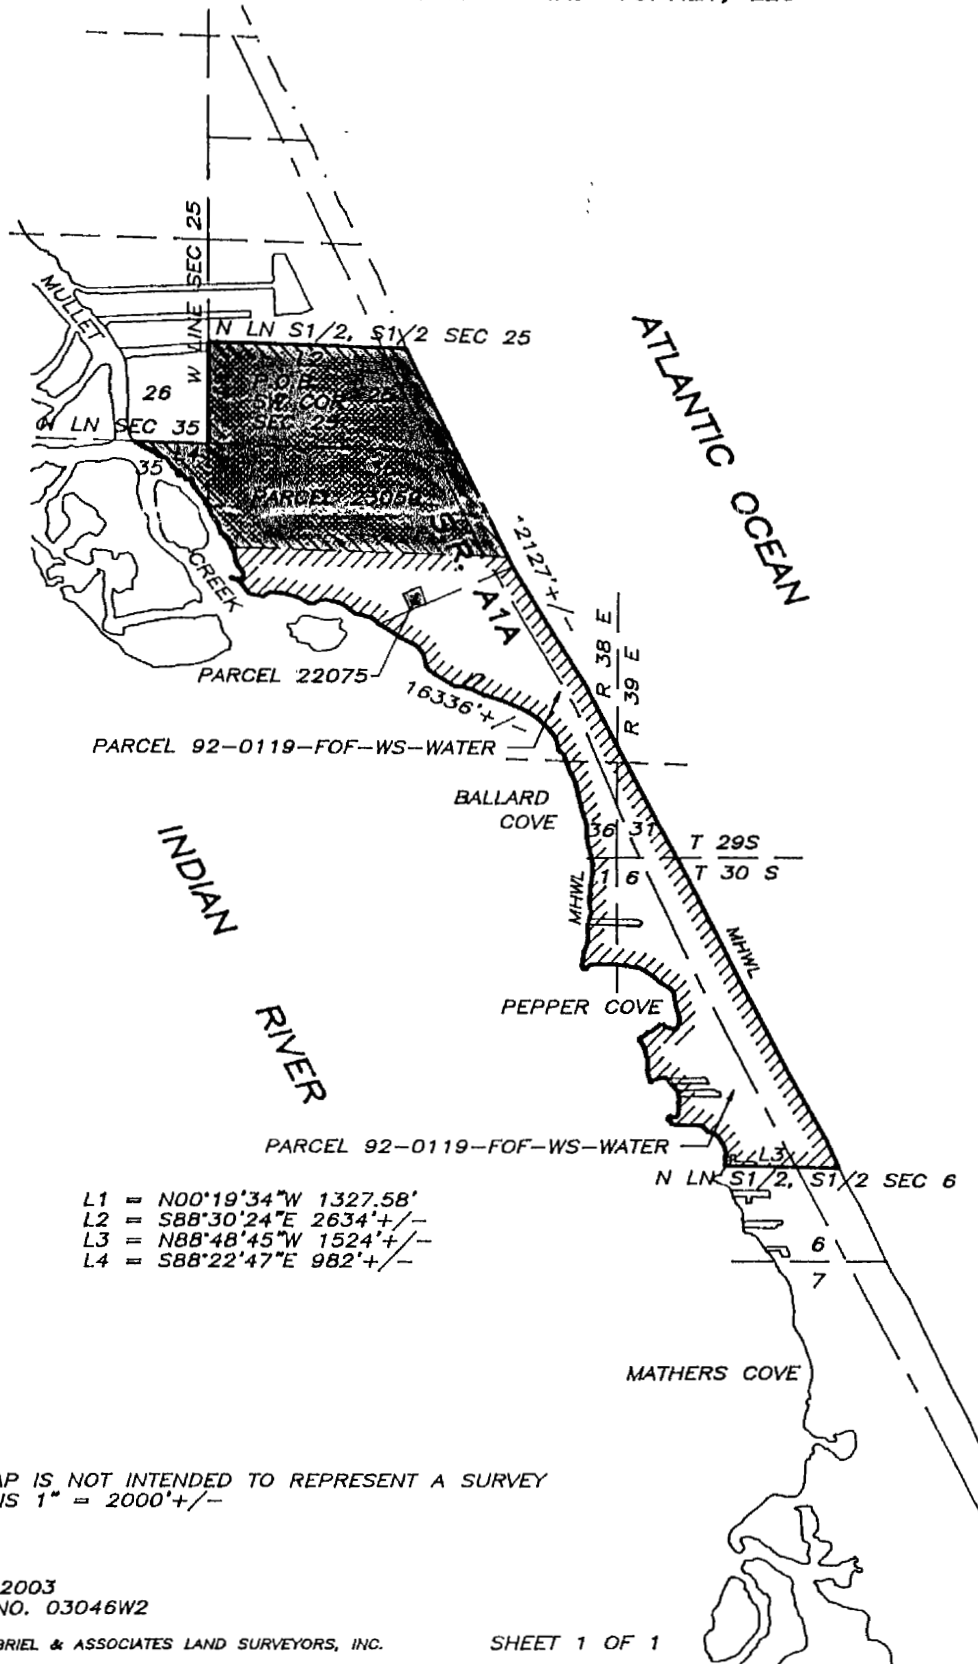 W LINE SEC 25
MULLET
N LN S1/2, S1/2 SEC 25
L2
26
N LN SEC 35
35
SEC 25
PARCEL 23050
S.R. A1A
ATLANTIC OCEAN
2127'+/-
CREEK
PARCEL 22075
16336'+/-
R 38 E
R 39 E
PARCEL 92-0119-FOF-WS-WATER
BALLARD
COVE
36 31
T 29S
1 6
T 30 S
MHWL
MHWL
INDIAN RIVER
PEPPER COVE
PARCEL 92-0119-FOF-WS-WATER
L3
N LN S1/2, S1/2 SEC 6
L1 = N00°19'34"W 1327.58'
L2 = S88°30'24"E 2634'+/-
L3 = N88°48'45"W 1524'+/-
L4 = S88°22'47"E 982'+/-
6
7
MATHERS COVE
AP IS NOT INTENDED TO REPRESENT A SURVEY
IS 1" = 2000'+/-
2003
NO. 03046W2
BRIEL & ASSOCIATES LAND SURVEYORS, INC.
SHEET 1 OF 1